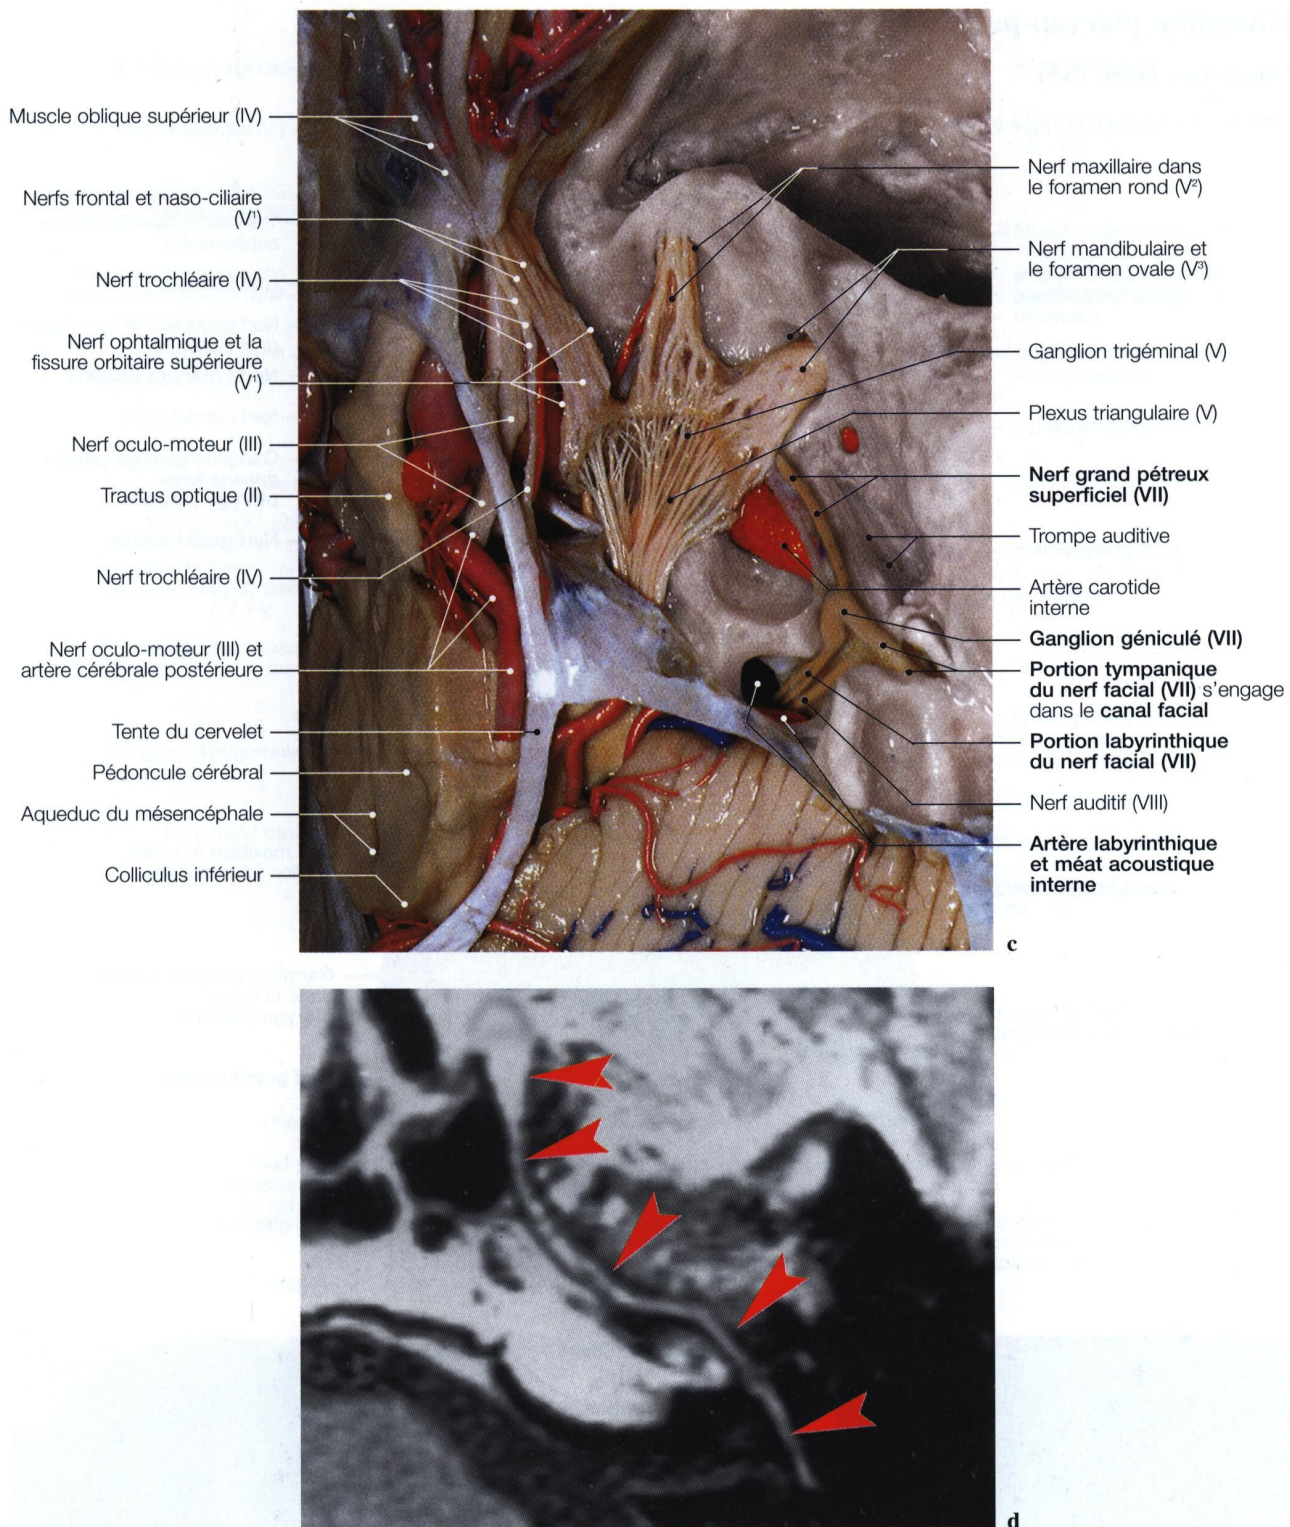 Muscle oblique supérieur (IV)
Nerfs frontal et naso-ciliaire
(V¹)
Nerf trochléaire (IV)
Nerf ophtalmique et la
fissure orbitaire supérieure
(V¹)
Nerf oculo-moteur (III)
Tractus optique (II)
Nerf trochléaire (IV)
Nerf oculo-moteur (III) et
artère cérébrale postérieure
Tente du cervelet
Pédoncule cérébral
Aqueduc du mésencéphale
Colliculus inférieur
Nerf maxillaire dans
le foramen rond (V²)
Nerf mandibulaire et
le foramen ovale (V³)
Ganglion trigéminal (V)
Plexus triangulaire (V)
Nerf grand pétreux
superficiel (VII)
Trompe auditive
Artère carotide
interne
Ganglion géniculé (VII)
Portion tympanique
du nerf facial (VII) s'engage
dans le canal facial
Portion labyrinthique
du nerf facial (VII)
Nerf auditif (VIII)
Artère labyrinthique
et méat acoustique
interne
c
d